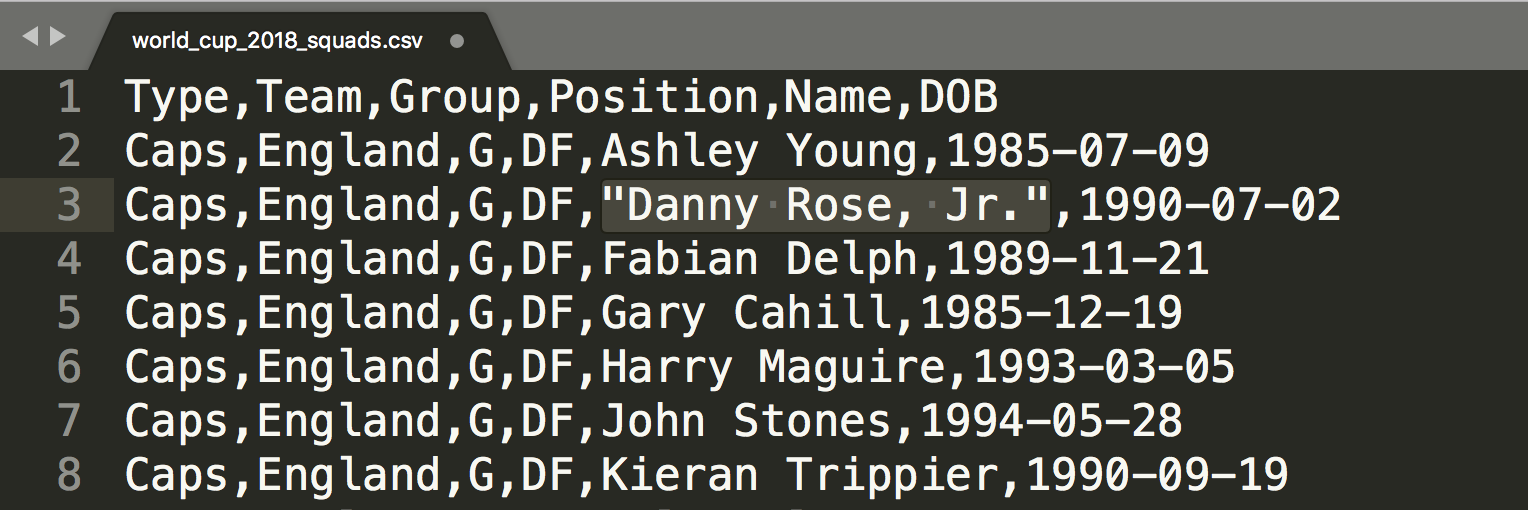 world_cup_2018_squads.csv
1 Type,Team,Group,Position,Name,DOB
2 Caps,England,G,DF,Ashley Young,1985-07-09
3 Caps,England,G,DF,"Danny Rose, Jr.",1990-07-02
4 Caps,England,G,DF,Fabian Delph,1989-11-21
5 Caps,England,G,DF,Gary Cahill,1985-12-19
6 Caps,England,G,DF,Harry Maguire,1993-03-05
7 Caps,England,G,DF,John Stones,1994-05-28
8 Caps,England,G,DF,Kieran Trippier,1990-09-19